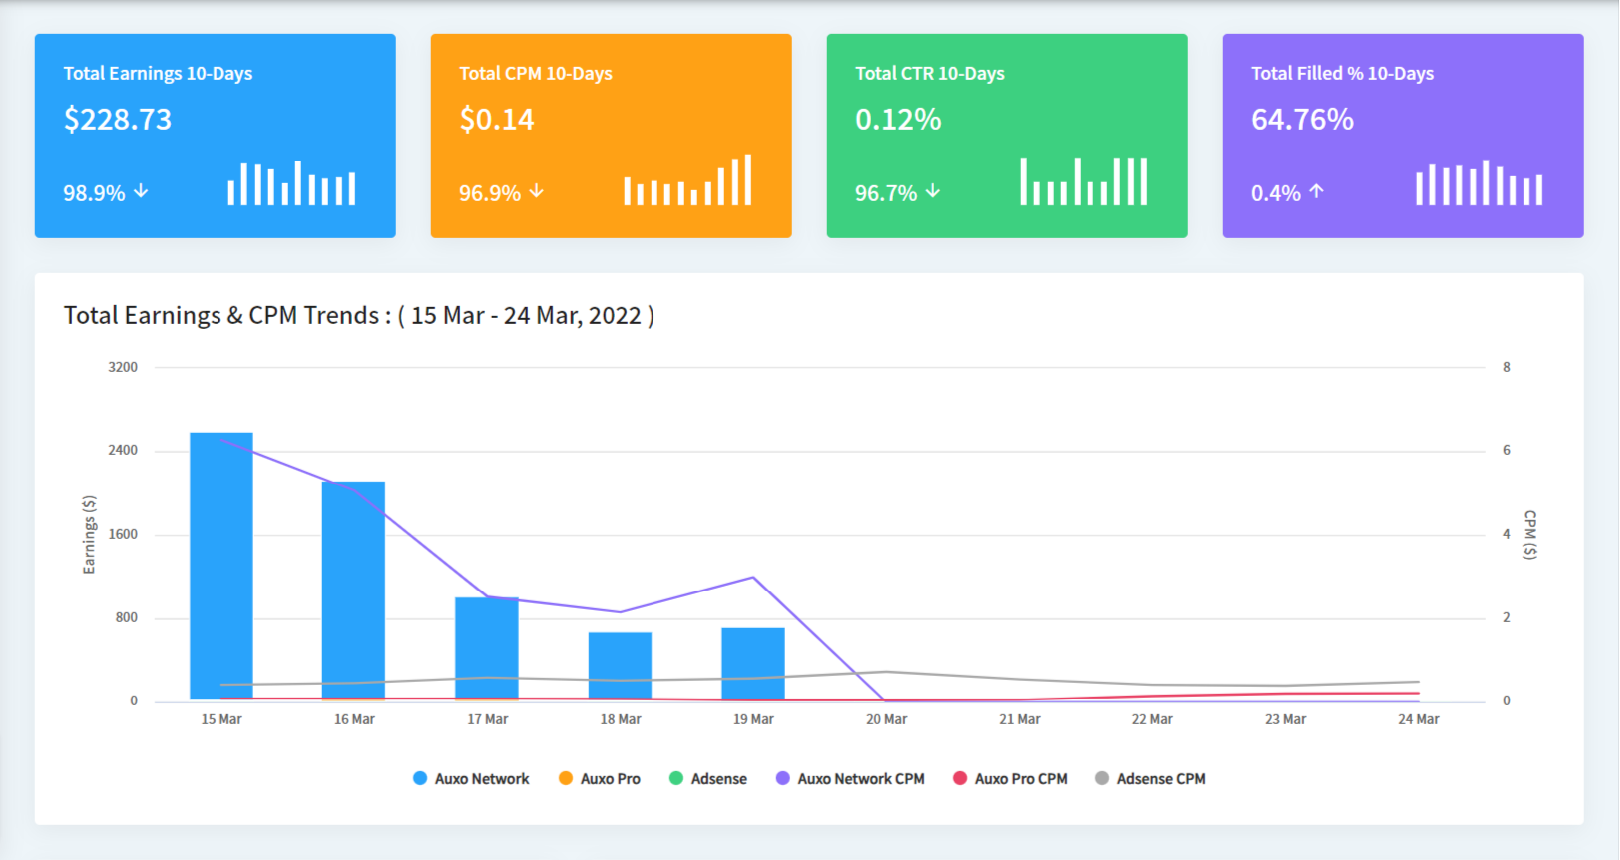 Total Earnings 10-Days
$228.73
98.9% ↓
Total CPM 10-Days
$0.14
96.9% ↓
Total CTR 10-Days
0.12%
96.7% ↓
Total Filled % 10-Days
64.76%
0.4% ↑
Total Earnings & CPM Trends : ( 15 Mar - 24 Mar, 2022 )
3200
2400
1600
800
0
Earnings ($)
8
6
4
2
0
CPM ($)
15 Mar 16 Mar 17 Mar 18 Mar 19 Mar 20 Mar 21 Mar 22 Mar 23 Mar 24 Mar
Auxo Network Auxo Pro Adsense Auxo Network CPM Auxo Pro CPM Adsense CPM